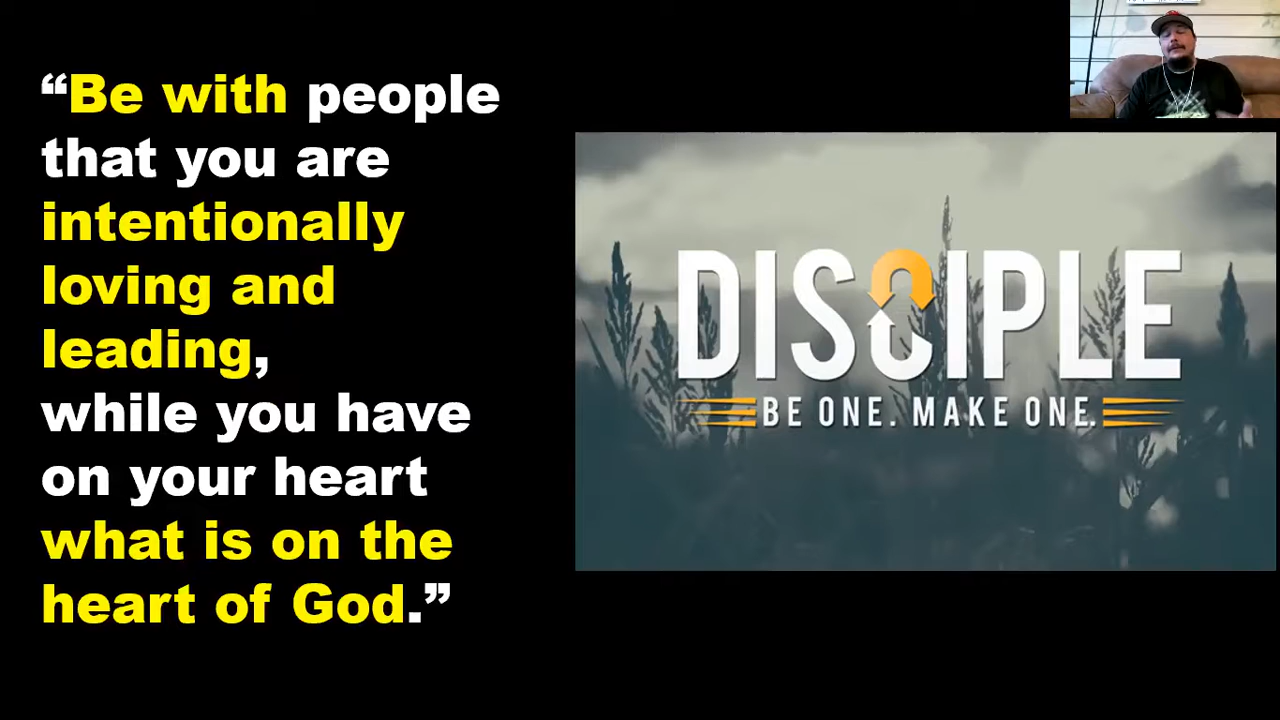 “Be with people
that you are
intentionally
loving and
leading,
while you have
on your heart
what is on the
heart of God.”
DISCIPLE
BE ONE. MAKE ONE.